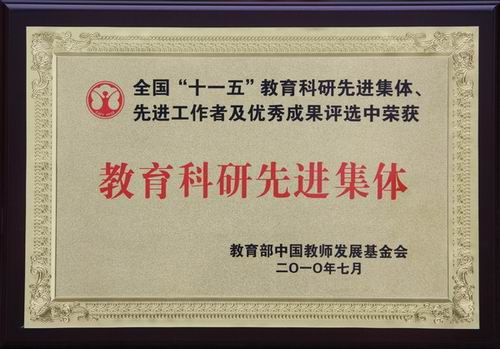 全国“十一五”教育科研先进集体、
先进工作者及优秀成果评选中荣获
教育科研先进集体
教育部中国教师发展基金会
二〇一〇年七月